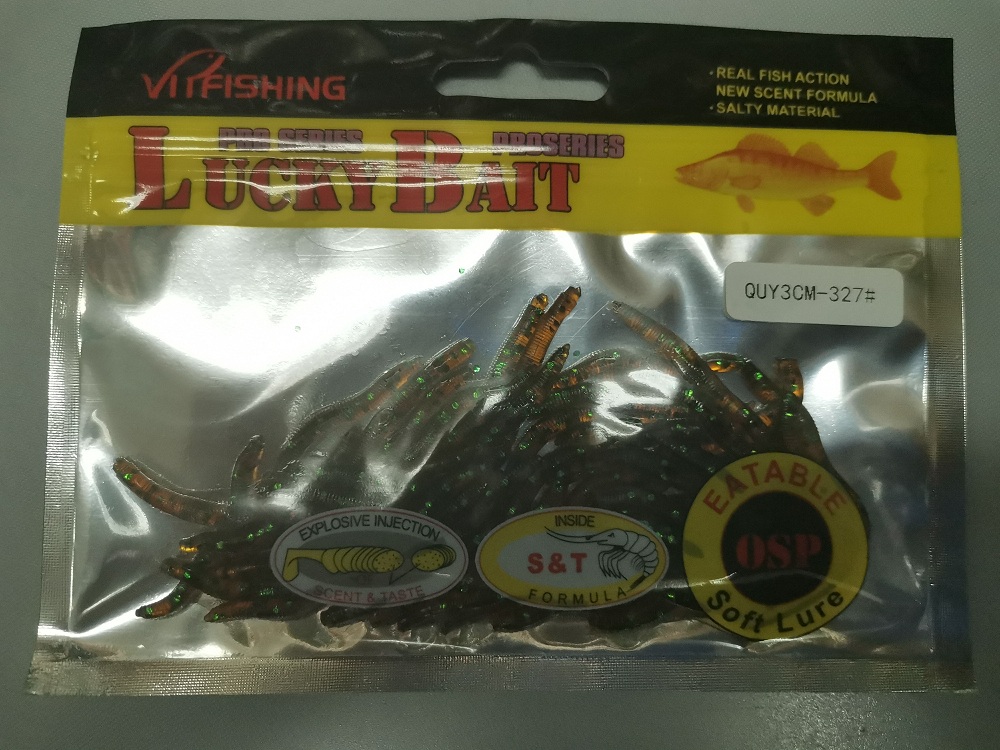 VITFISHING
· REAL FISH ACTION
NEW SCENT FORMULA
· SALTY MATERIAL
PRO SERIES
PROSERIES
LUCKY BAIT
QUY3CM-327#
EXPLOSIVE INJECTION
SCENT & TASTE
INSIDE
S&T
FORMULA
EATABLE
OSP
Soft Lure